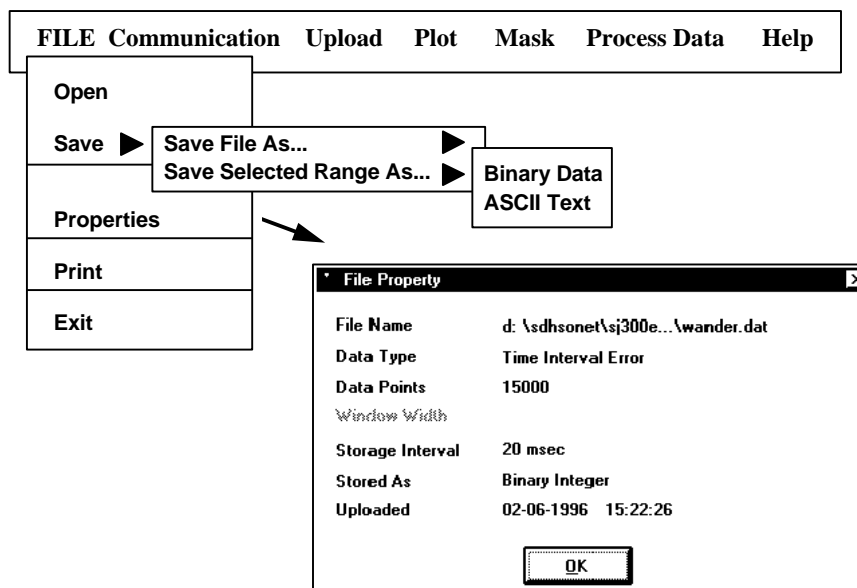 FILE Communication Upload Plot Mask Process Data Help
Open
Save
Save File As...
Save Selected Range As...
Binary Data
ASCII Text
Properties
Print
Exit
File Property
File Name d: \sdhsonet\sj300e...\wander.dat
Data Type Time Interval Error
Data Points 15000
Window Width
Storage Interval 20 msec
Stored As Binary Integer
Uploaded 02-06-1996 15:22:26
OK